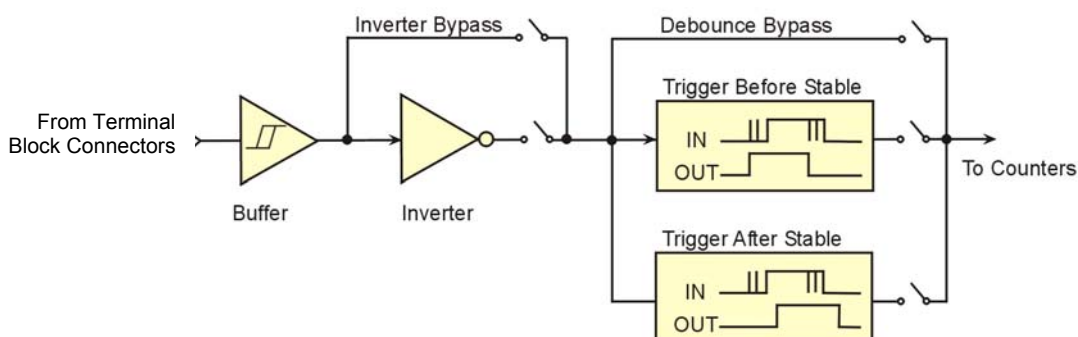 Inverter Bypass
Debounce Bypass
Trigger Before Stable
From Terminal
Block Connectors
IN
OUT
To Counters
Buffer
Inverter
Trigger After Stable
IN
OUT